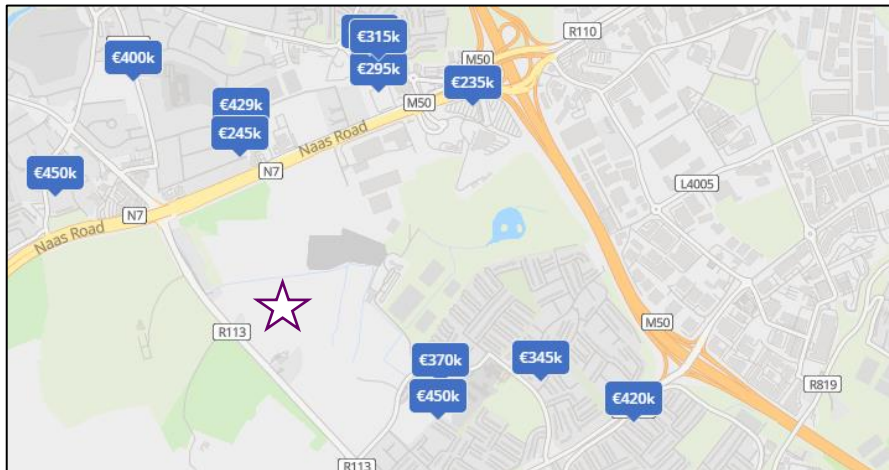 R110
€315k
€400k
M50
€295k
€235k
M50
€429k
€245k
Naas Road
N7
€450k
L4005
N7
Naas Road
M50
R113
€370k
€345k
R819
€450k
€420k
R113